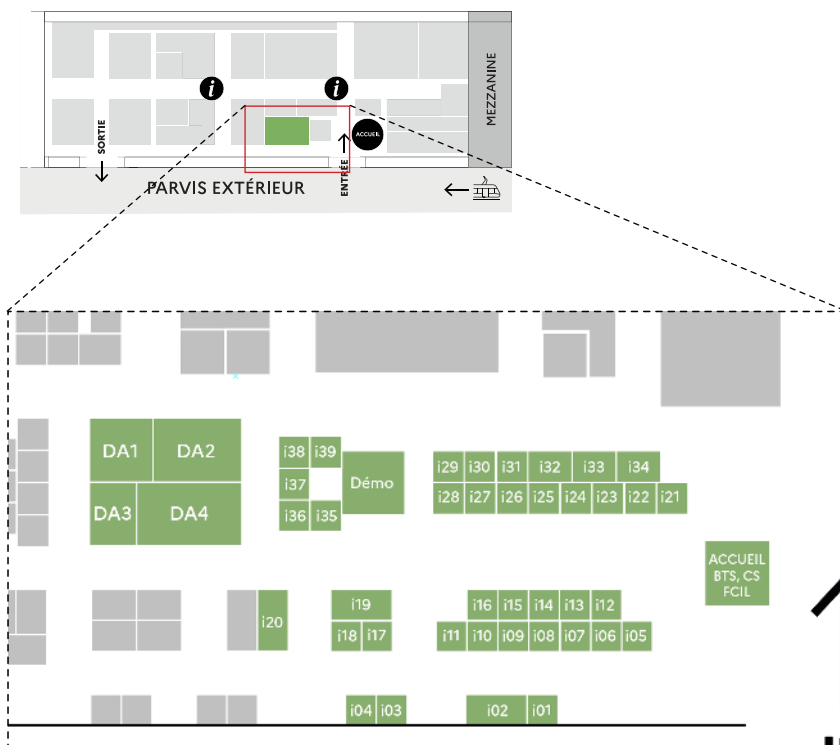 MEZZANINE
i
i
ACCUEIL
SORTIE
ENTRÉE
PARVIS EXTÉRIEUR
DA1 DA2
DA3 DA4
i38 i39
i37
i36 i35
Démo
i29 i30 i31 i32 i33 i34
i28 i27 i26 i25 i24 i23 i22 i21
ACCUEIL
BTS, CS
FCIL
i20
i19
i18 i17
i16 i15 i14 i13 i12
i11 i10 i09 i08 i07 i06 i05
i04 i03
i02 i01